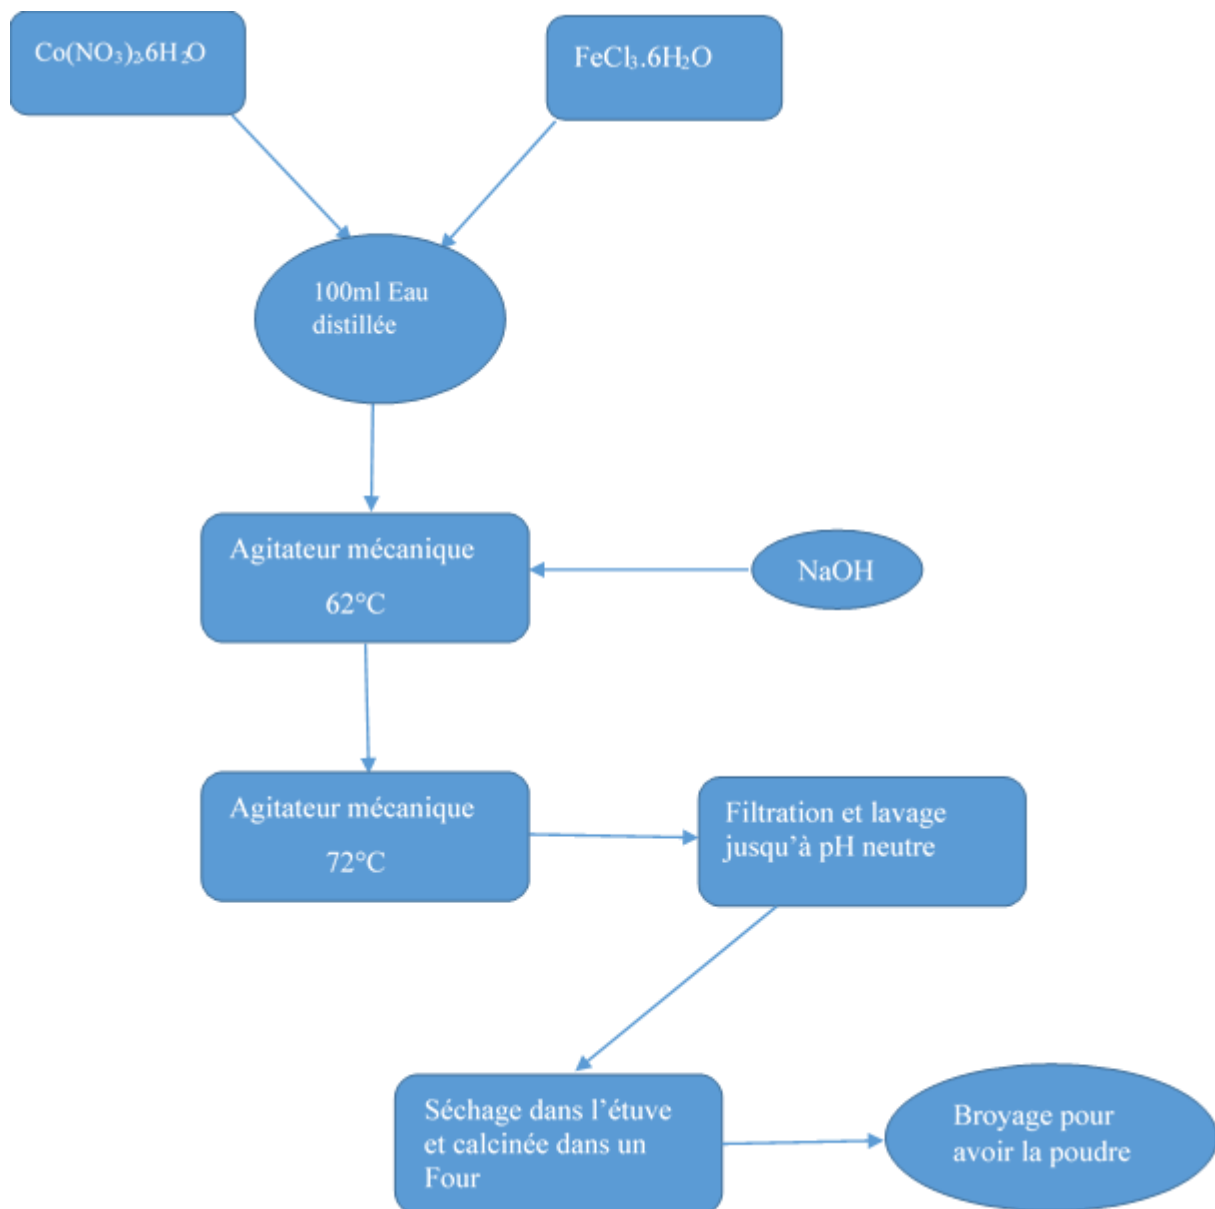 Co(NO₃)₂.6H₂O
FeCl₃.6H₂O
100ml Eau
distillée
Agitateur mécanique
62°C
NaOH
Agitateur mécanique
72°C
Filtration et lavage
jusqu’à pH neutre
Séchage dans l’étuve
et calcinée dans un
Four
Broyage pour
avoir la poudre